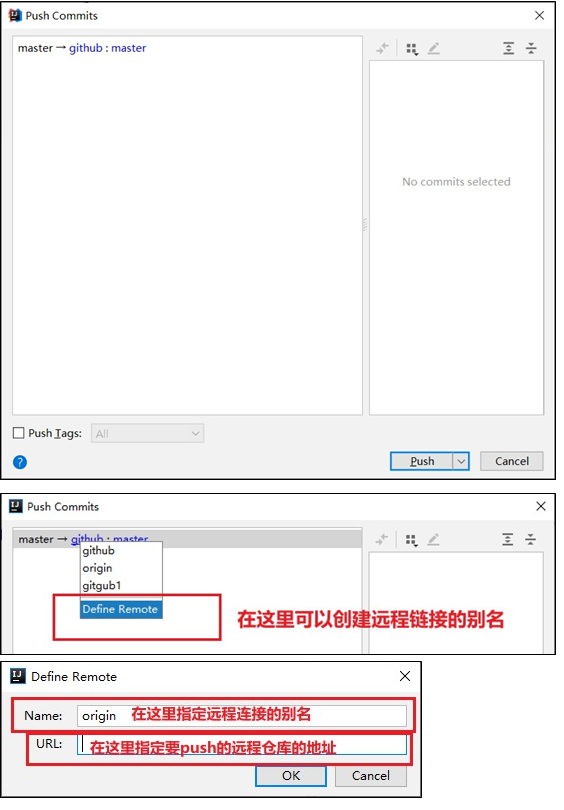 Push Commits
master → github : master
No commits selected
Push Tags:
All
Push
Cancel
Push Commits
master → github : master
github
origin
gitgub1
Define Remote
在这里可以创建远程链接的别名
Define Remote
Name:
origin
在这里指定远程连接的别名
URL:
在这里指定要push的远程仓库的地址
OK
Cancel